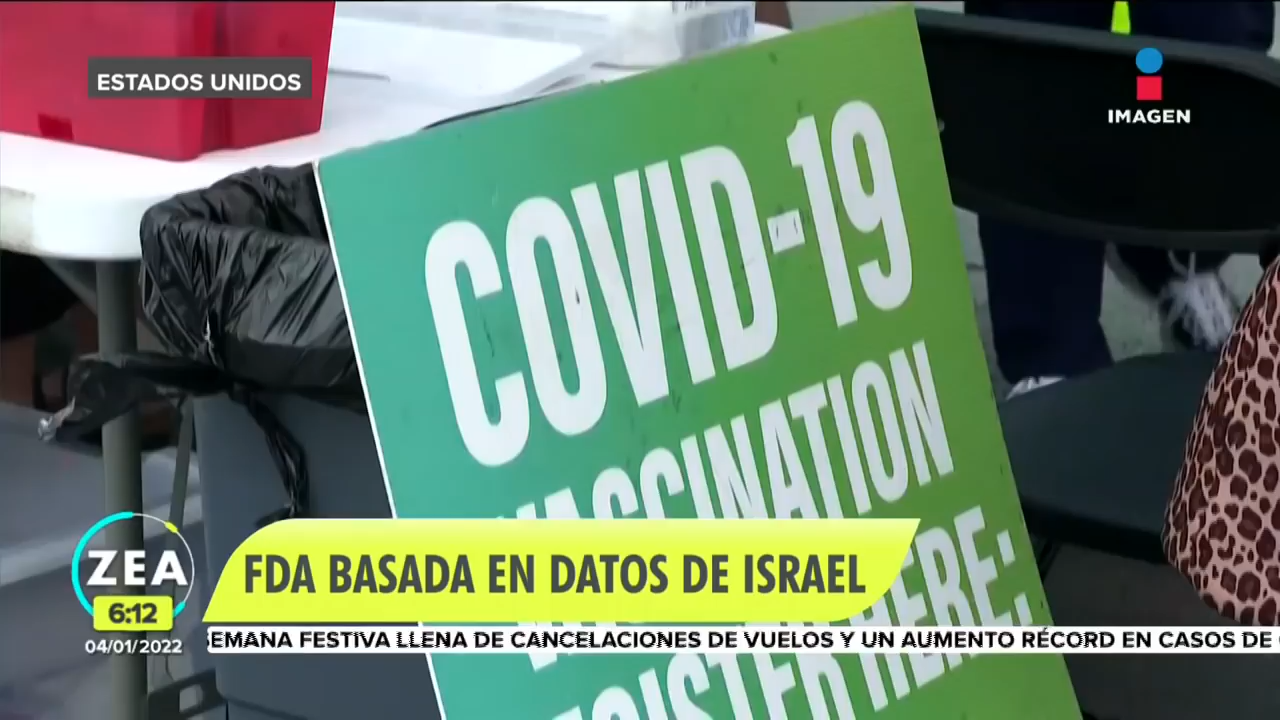 ESTADOS UNIDOS
IMAGEN
COVID-19
VACCINATION
REGISTER HERE:
ZEA
6:12
04/01/2022
FDA BASADA EN DATOS DE ISRAEL
SEMANA FESTIVA LLENA DE CANCELACIONES DE VUELOS Y UN AUMENTO RÉCORD EN CASOS DE